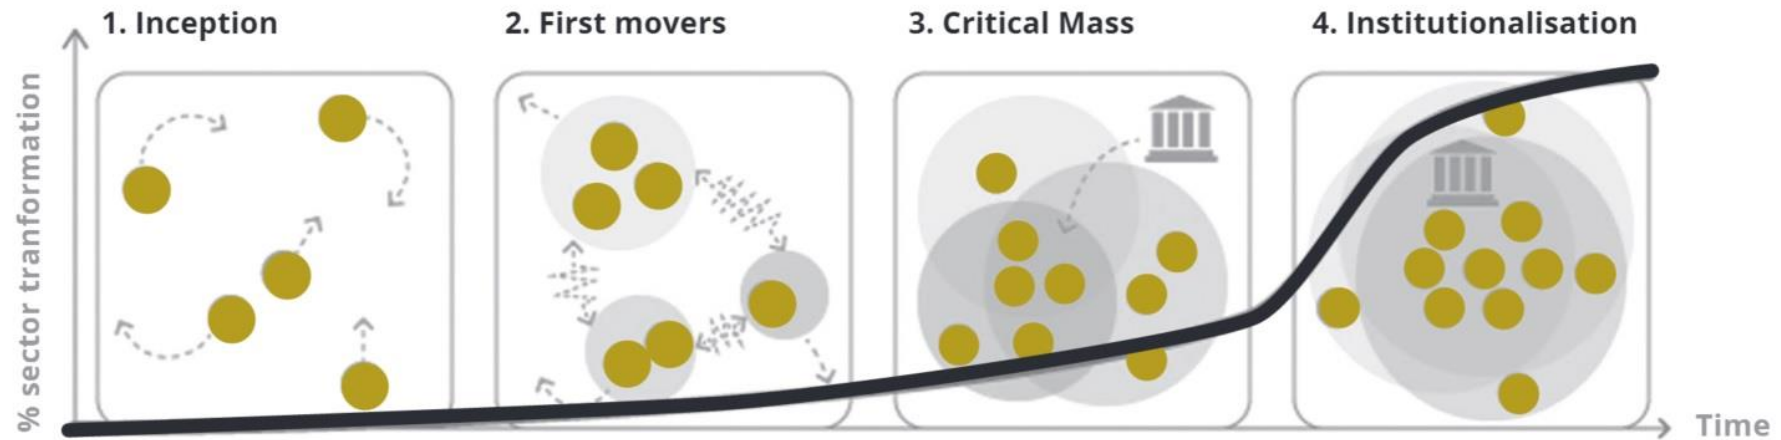 1. Inception
2. First movers
3. Critical Mass
4. Institutionalisation
% sector tranformation
Time